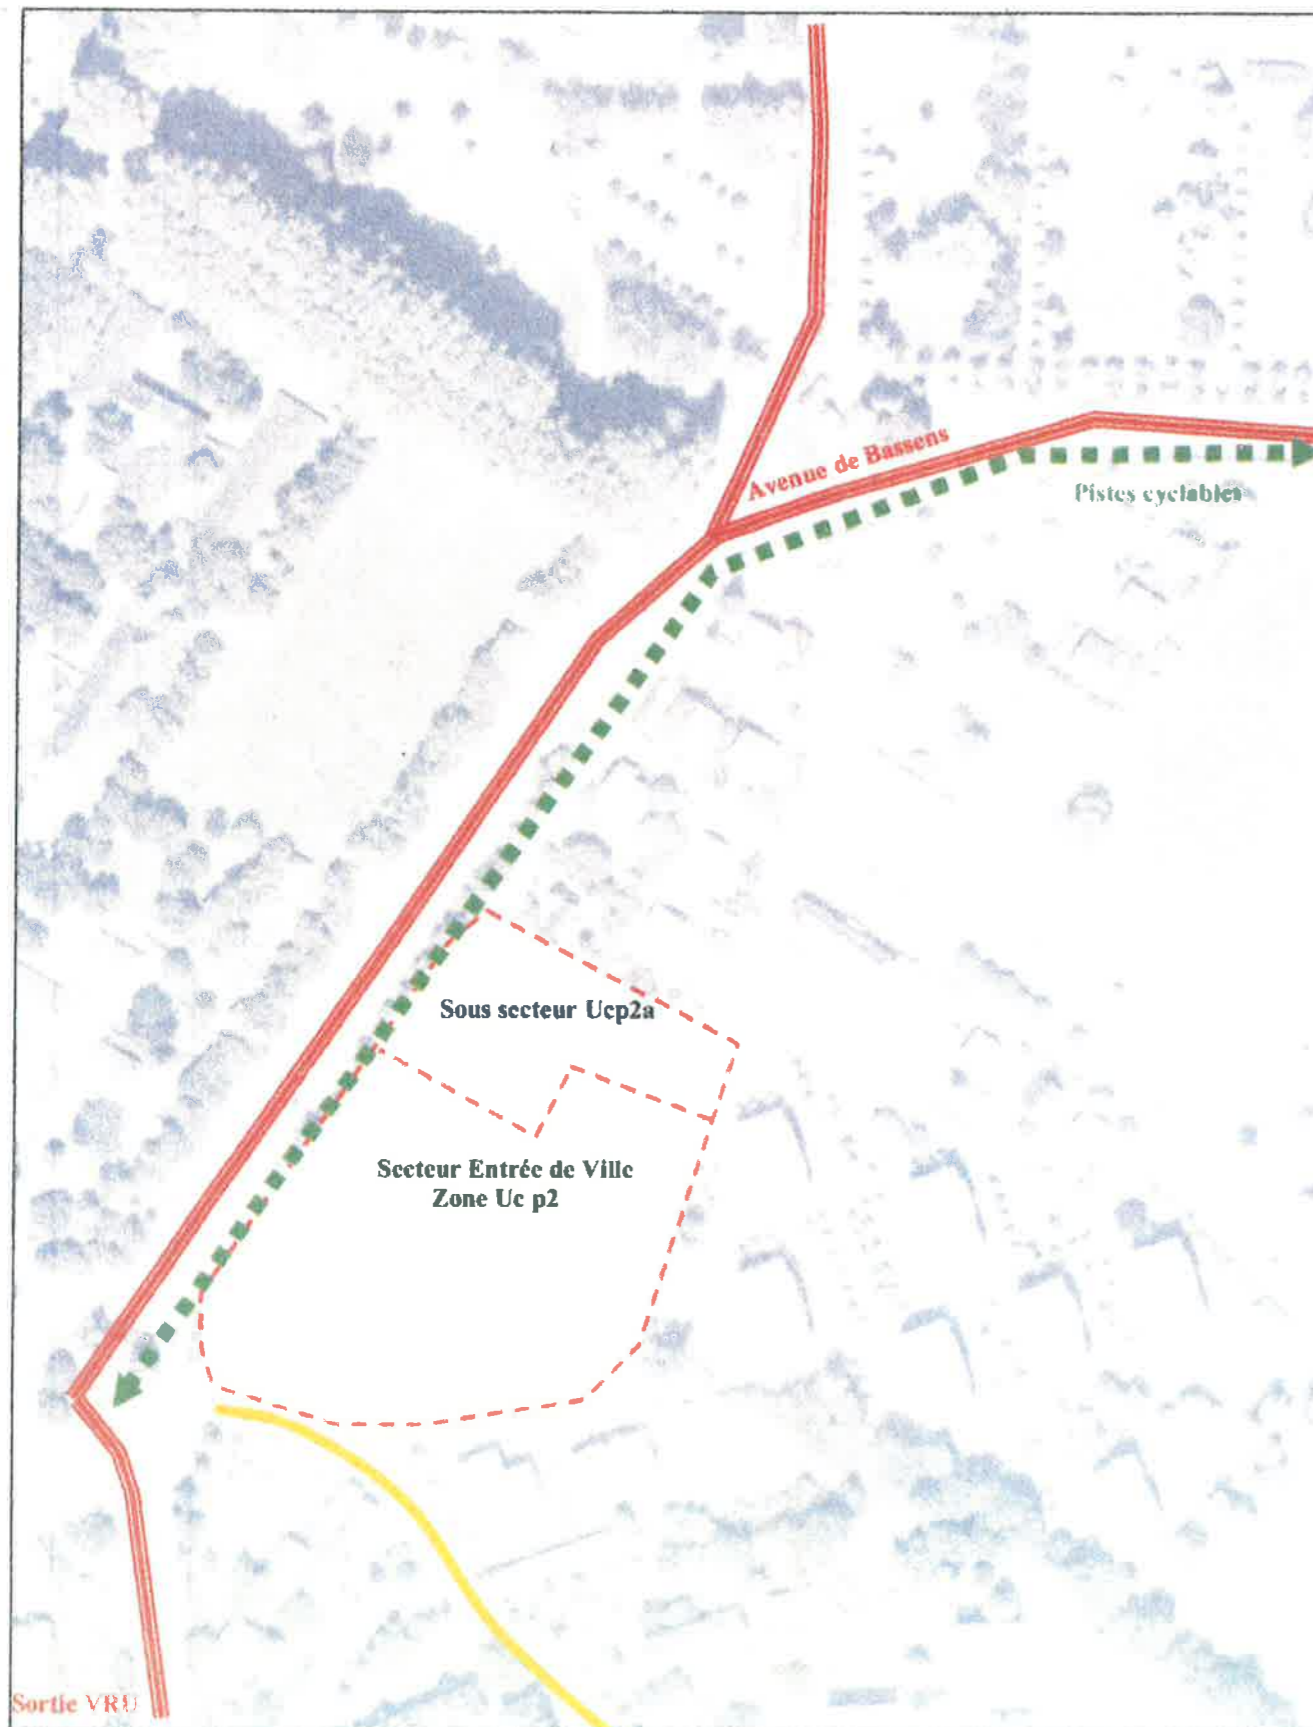 Avenue de Bassens
Pistes cyclables
Sous secteur Ucp2a
Secteur Entrée de Ville
Zone Uc p2
Sortie VRU